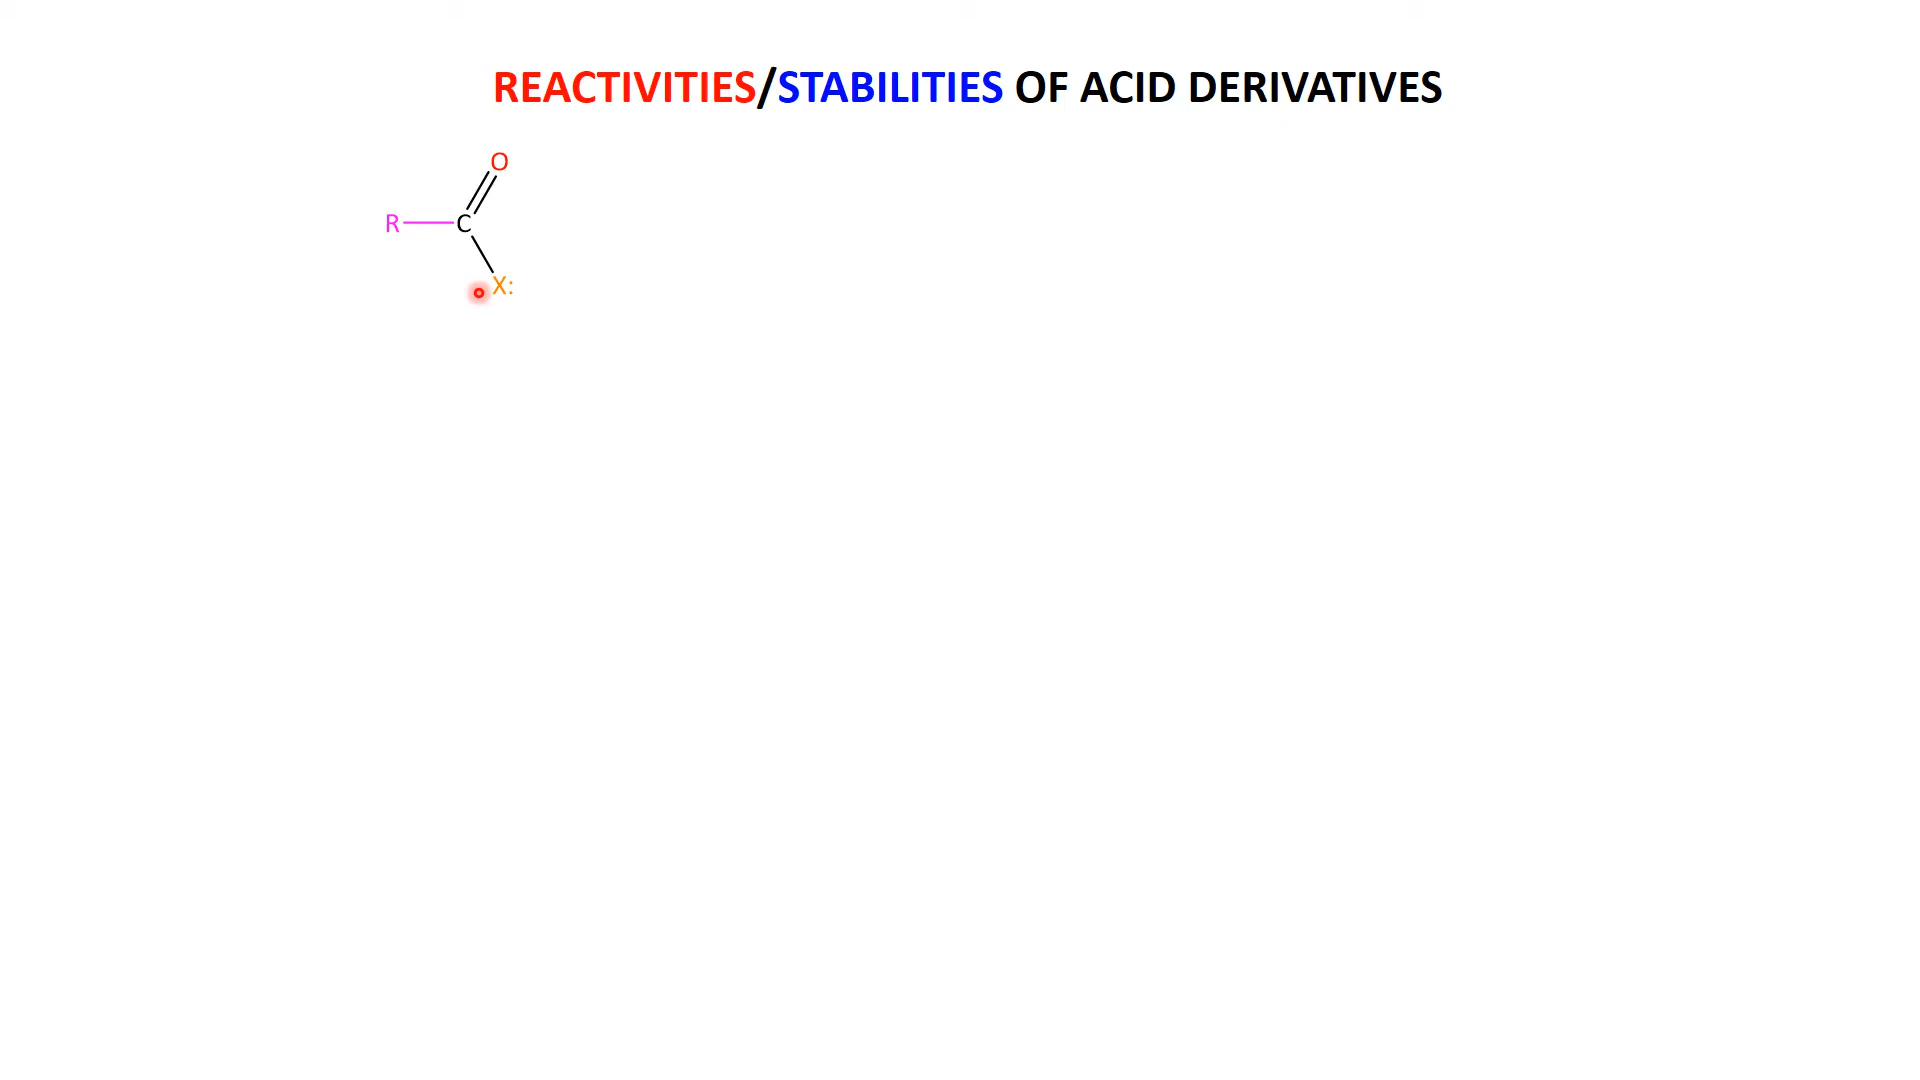 REACTIVITIES/STABILITIES OF ACID DERIVATIVES
O
R C
X: